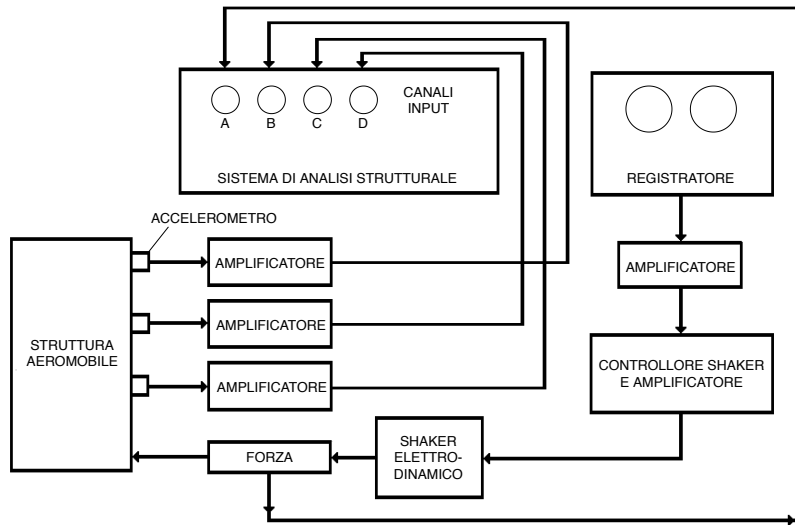 CANALI
INPUT
A B C D
SISTEMA DI ANALISI STRUTTURALE
REGISTRATORE
ACCELEROMETRO
AMPLIFICATORE
AMPLIFICATORE
AMPLIFICATORE
STRUTTURA
AEROMOBILE
AMPLIFICATORE
CONTROLLORE SHAKER
E AMPLIFICATORE
SHAKER
ELETTRO-
DINAMICO
FORZA